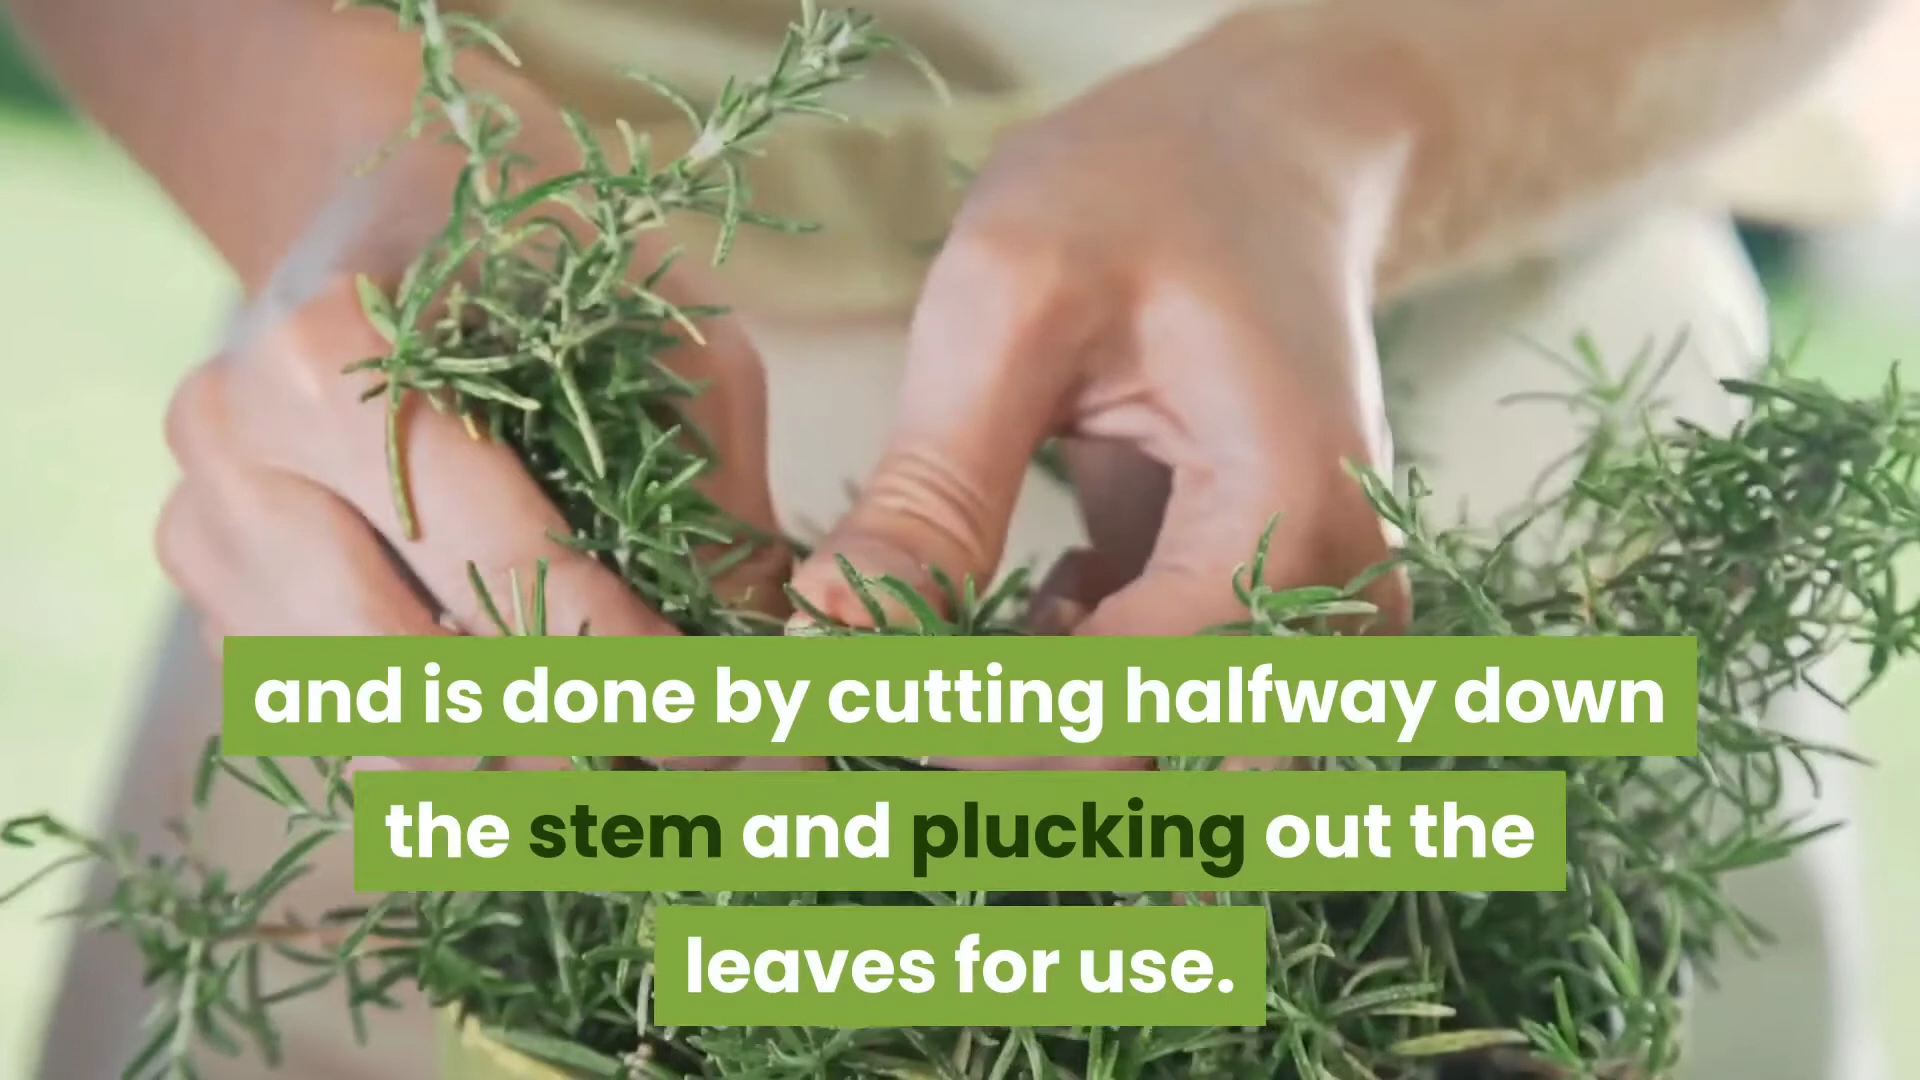 and is done by cutting halfway down
the stem and plucking out the
leaves for use.